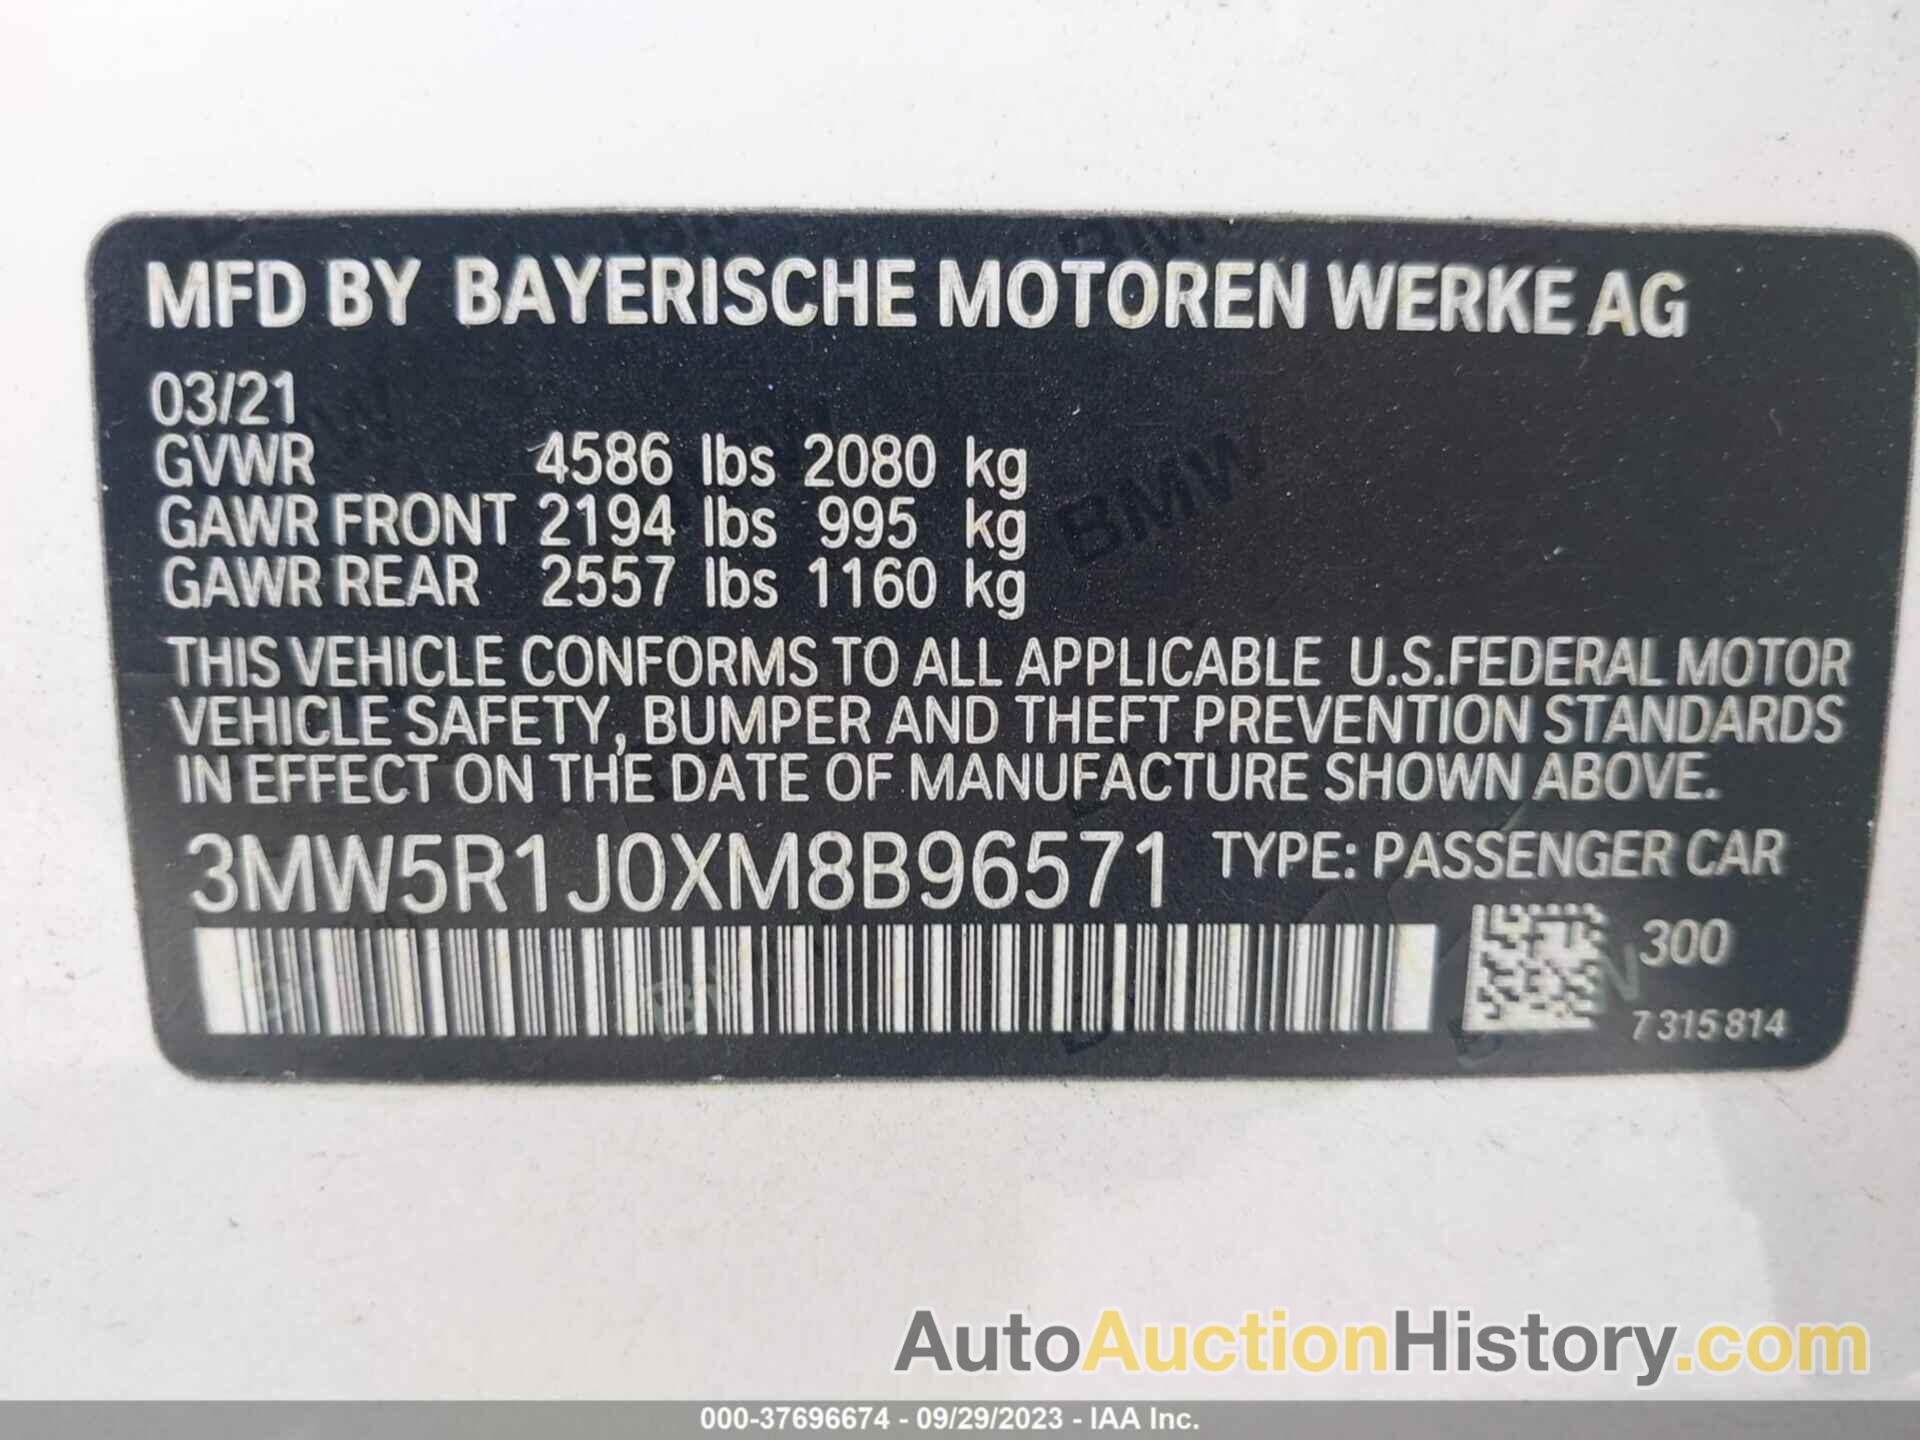 MFD BY BAYERISCHE MOTOREN WERKE AG
03/21
GVWR 4586 lbs 2080 kg
GAWR FRONT 2194 lbs 995 kg
GAWR REAR 2557 lbs 1160 kg
THIS VEHICLE CONFORMS TO ALL APPLICABLE U.S.FEDERAL MOTOR
VEHICLE SAFETY, BUMPER AND THEFT PREVENTION STANDARDS
IN EFFECT ON THE DATE OF MANUFACTURE SHOWN ABOVE.
3MW5R1J0XM8B96571 TYPE: PASSENGER CAR
300
7 315 814
AutoAuctionHistory.com
000-37696674 - 09/29/2023 - IAA Inc.